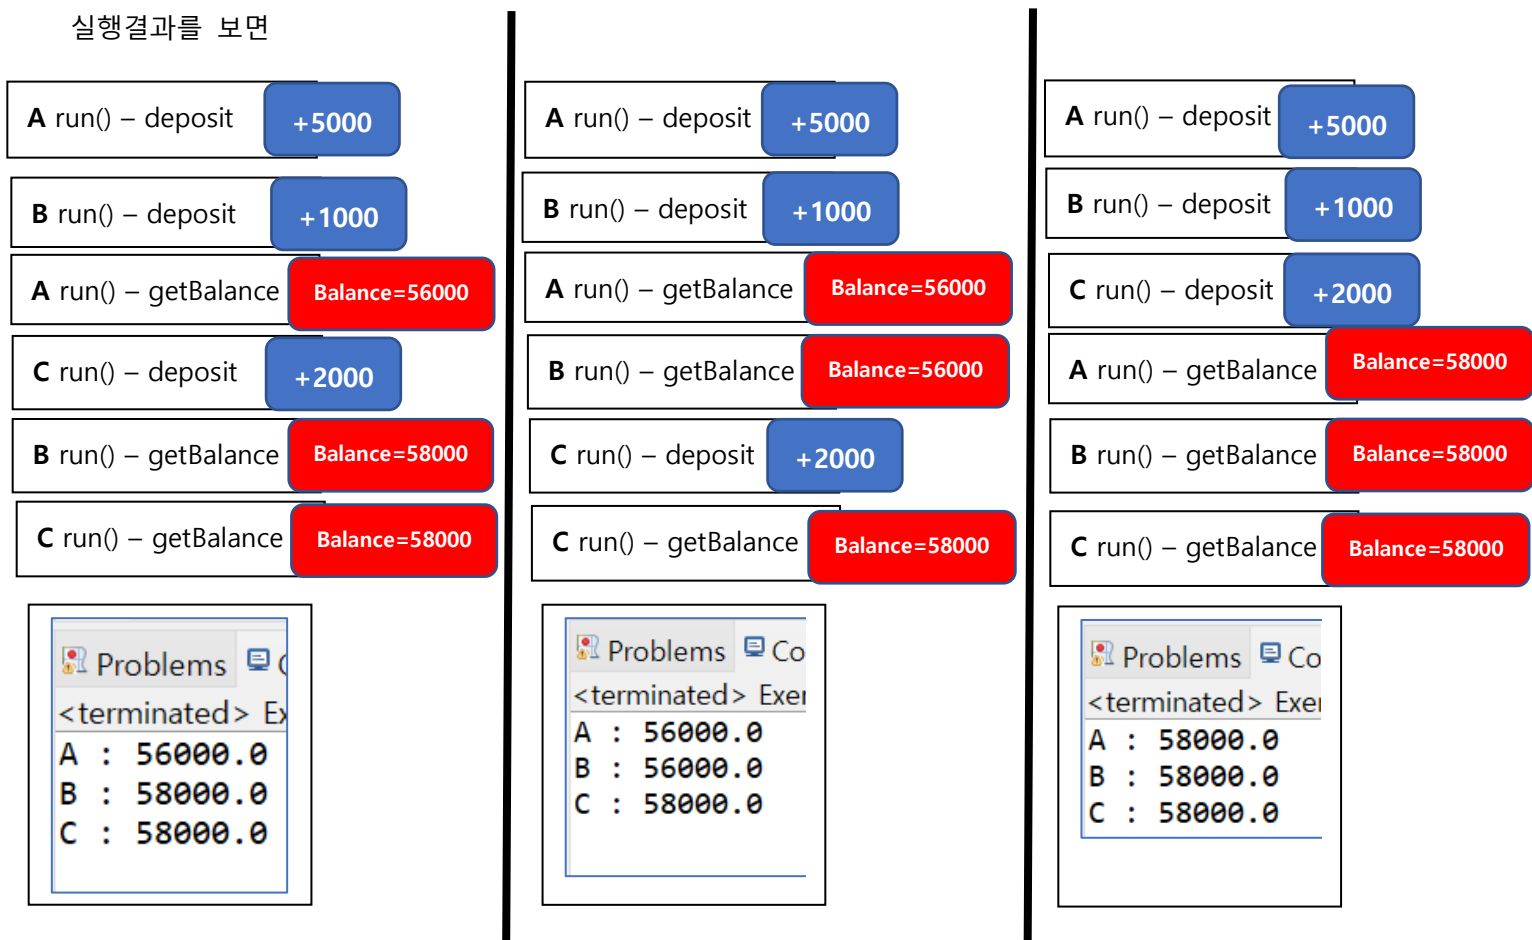 실행결과를 보면
A run() – deposit +5000
B run() – deposit +1000
A run() – getBalance Balance=56000
C run() – deposit +2000
B run() – getBalance Balance=58000
C run() – getBalance Balance=58000
Problems
<terminated> Ex
A : 56000.0
B : 58000.0
C : 58000.0
A run() – deposit +5000
B run() – deposit +1000
A run() – getBalance Balance=56000
B run() – getBalance Balance=56000
C run() – deposit +2000
C run() – getBalance Balance=58000
Problems Co
<terminated> Exer
A : 56000.0
B : 56000.0
C : 58000.0
A run() – deposit +5000
B run() – deposit +1000
C run() – deposit +2000
A run() – getBalance Balance=58000
B run() – getBalance Balance=58000
C run() – getBalance Balance=58000
Problems Co
<terminated> Exer
A : 58000.0
B : 58000.0
C : 58000.0